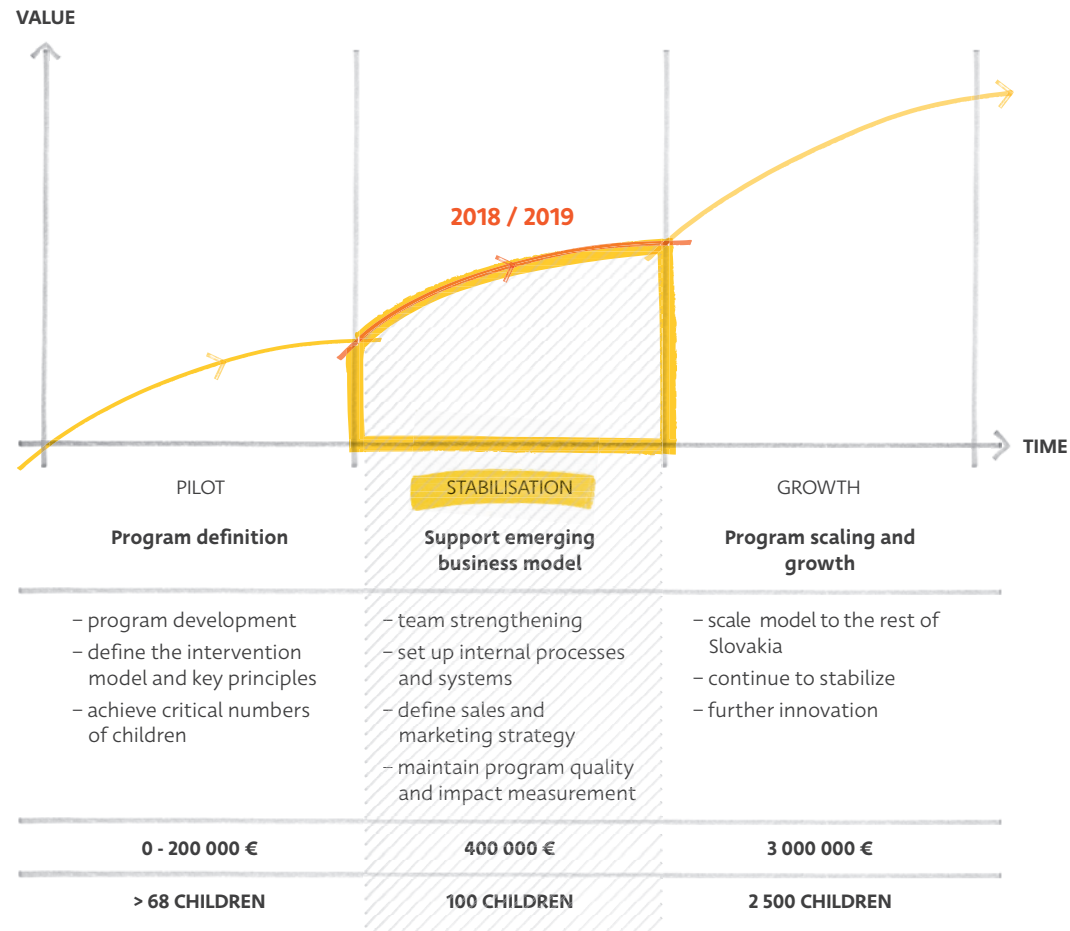 VALUE
2018 / 2019
TIME
PILOT
STABILISATION
GROWTH
Program definition
Support emerging
business model
Program scaling and
growth
– program development
– define the intervention
model and key principles
– achieve critical numbers
of children
– team strengthening
– set up internal processes
and systems
– define sales and
marketing strategy
– maintain program quality
and impact measurement
– scale model to the rest of
Slovakia
– continue to stabilize
– further innovation
0 - 200 000 €
400 000 €
3 000 000 €
> 68 CHILDREN
100 CHILDREN
2 500 CHILDREN